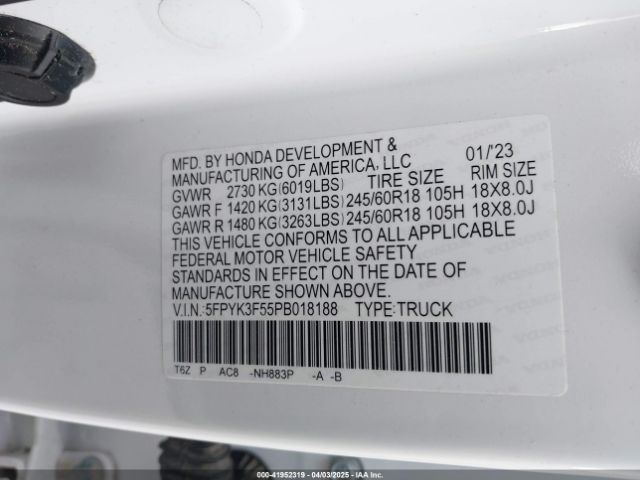 MFD. BY HONDA DEVELOPMENT &
MANUFACTURING OF AMERICA, LLC 01/'23
GVWR 2730 KG(6019LBS) TIRE SIZE RIM SIZE
GAWR F 1420 KG(3131LBS) 245/60R18 105H 18X8.0J
GAWR R 1480 KG(3263LBS) 245/60R18 105H 18X8.0J
THIS VEHICLE CONFORMS TO ALL APPLICABLE
FEDERAL MOTOR VEHICLE SAFETY
STANDARDS IN EFFECT ON THE DATE OF
MANUFACTURE SHOWN ABOVE.
V.I.N.:5FPYK3F55PB018188 TYPE:TRUCK
T6Z P AC8 -NH883P -A -B
000-41952319 - 04/03/2025 - IAAI.com